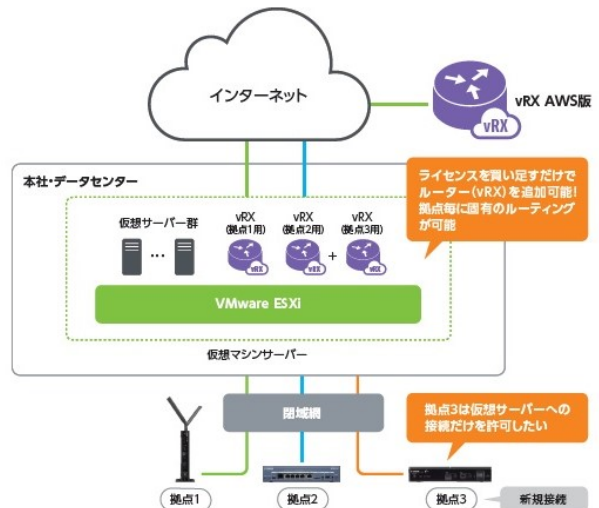 インターネット
vRX
vRX AWS版
本社・データセンター
ライセンスを買い足すだけで
ルーター(vRX)を追加可能!
拠点毎に固有のルーティング
が可能
仮想サーバー群
vRX
(拠点1用)
vRX
(拠点2用)
vRX
(拠点3用)
...
+
vRX
vRX
vRX
VMware ESXi
仮想マシンサーバー
閉域網
拠点3は仮想サーバーへの
接続だけを許可したい
拠点1
拠点2
拠点3
新規接続